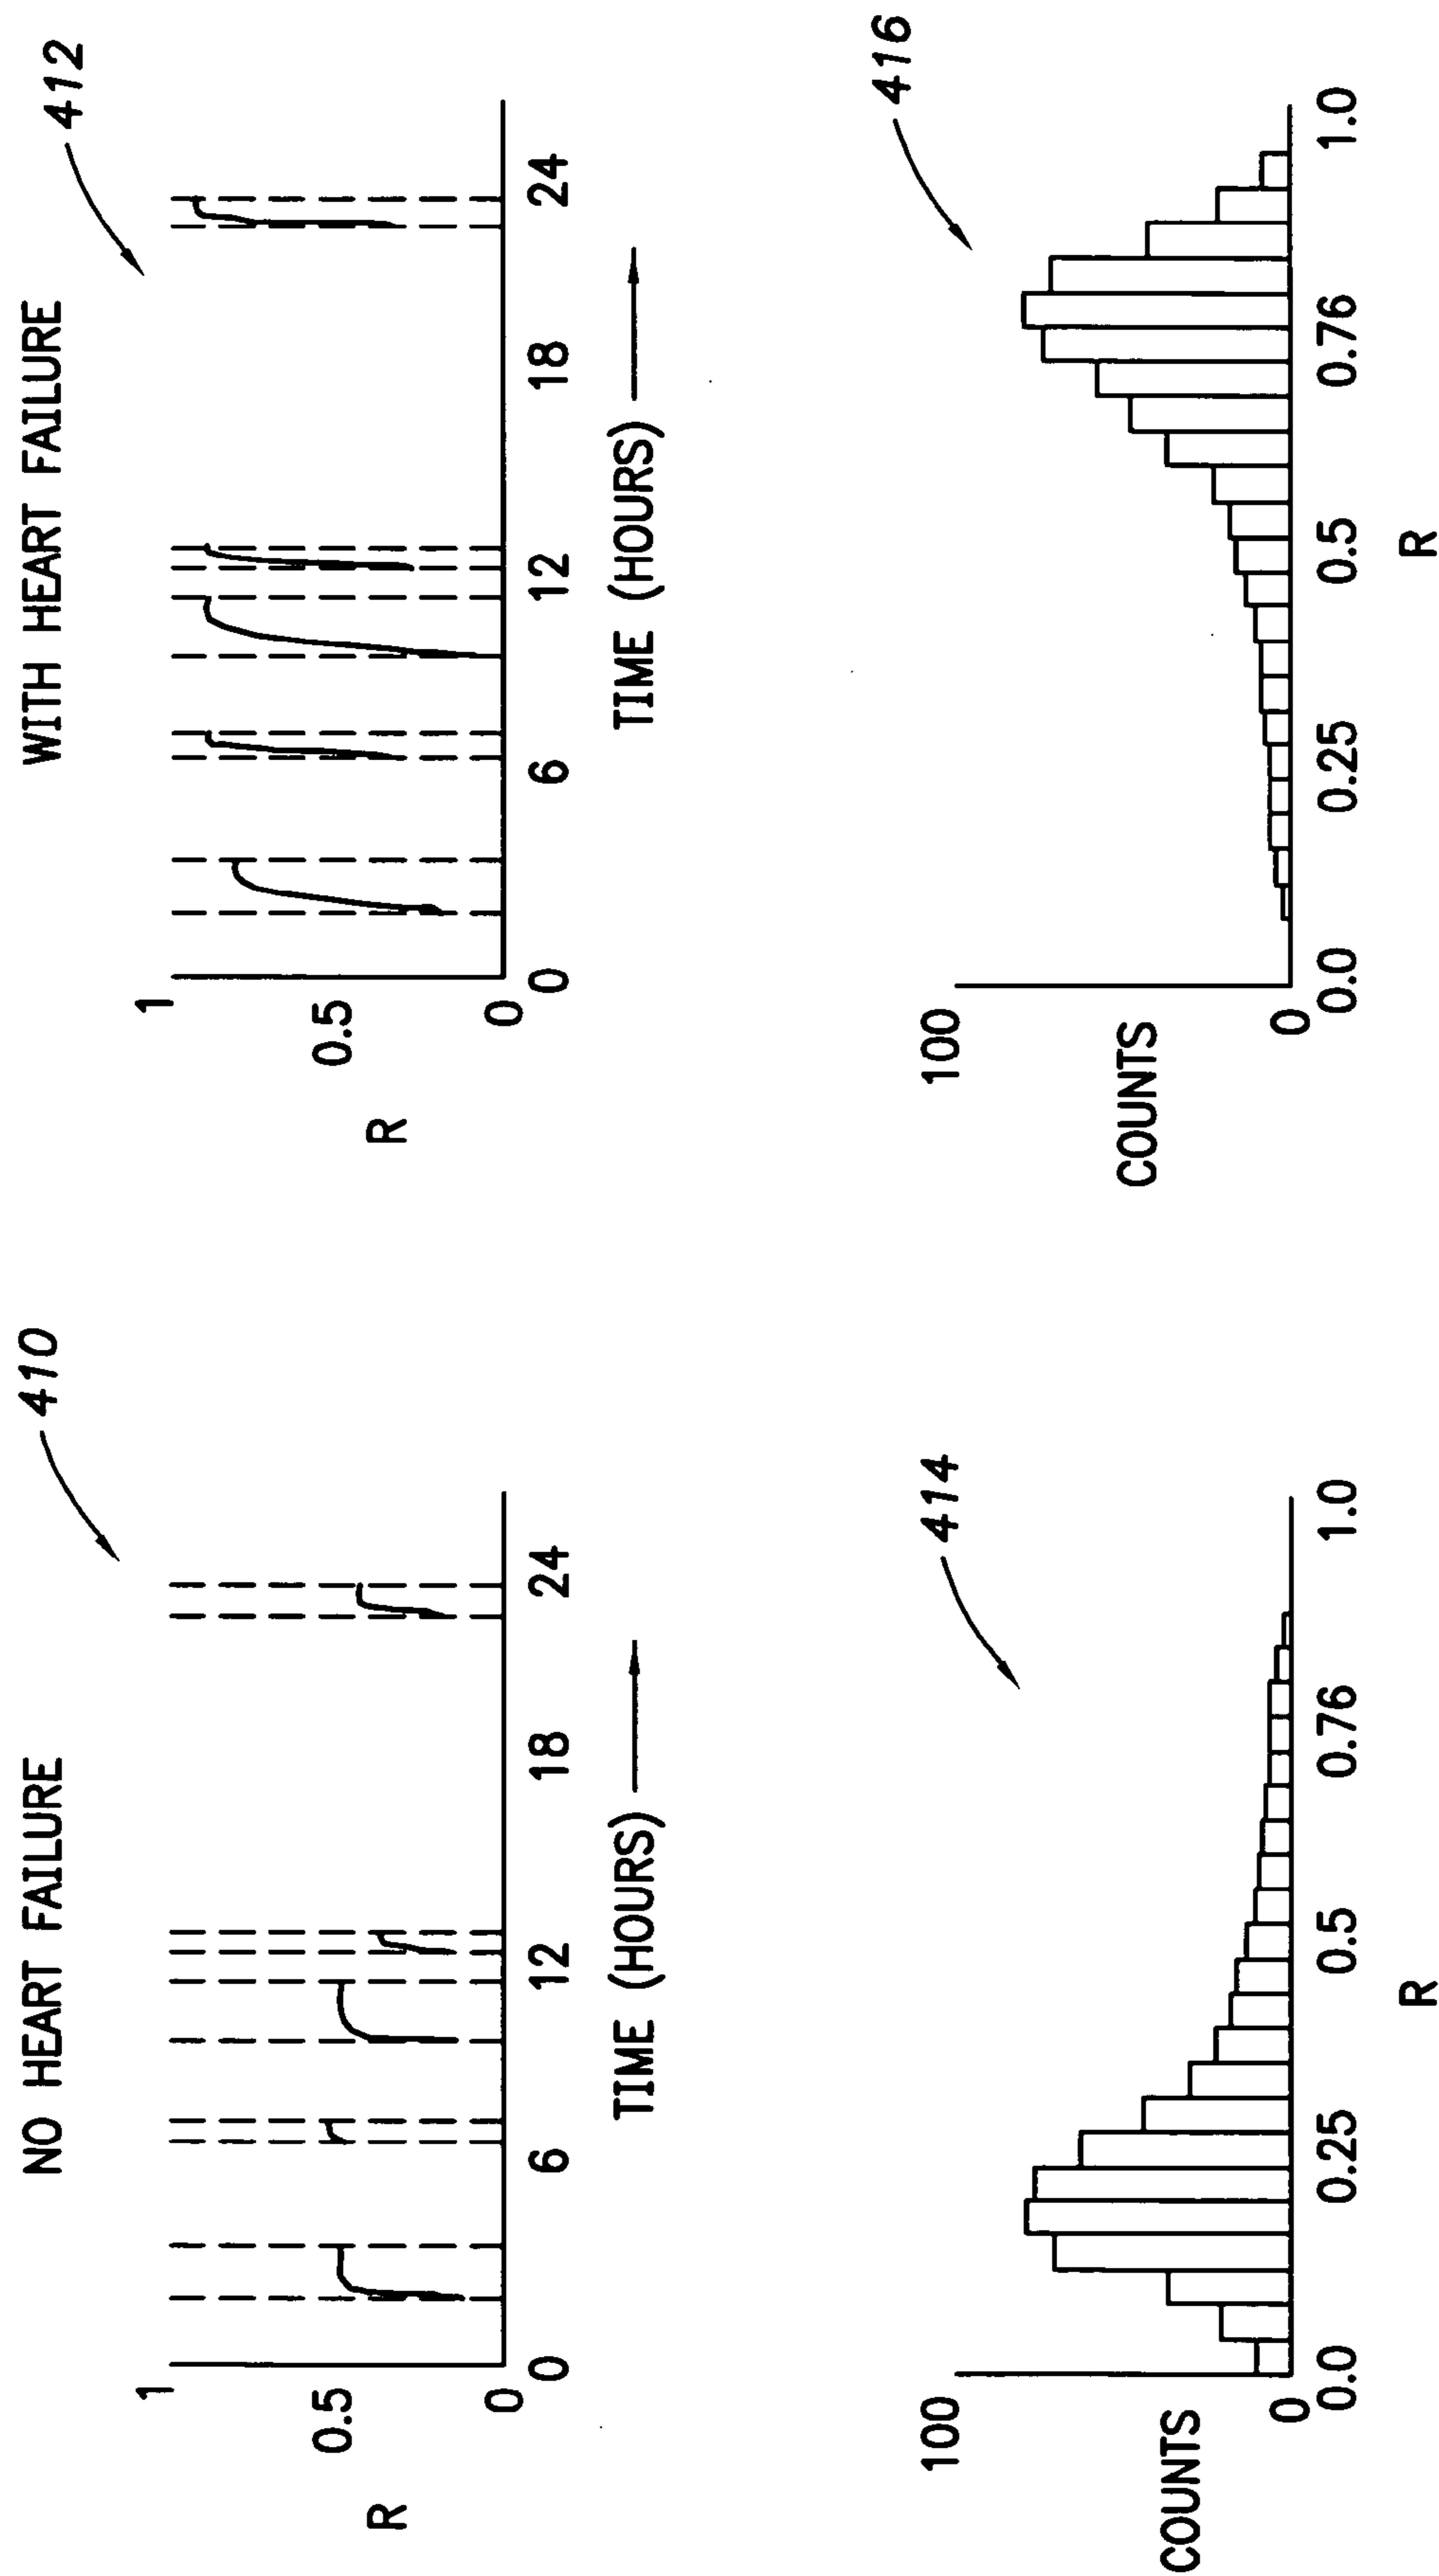 NO HEART FAILURE
410
1
0.5
0
R
0 6 12 18 24
TIME (HOURS)
WITH HEART FAILURE
412
1
0.5
0
R
0 6 12 18 24
TIME (HOURS)
414
100
COUNTS
0
0.0 0.25 0.5 0.76 1.0
R
416
100
COUNTS
0
0.0 0.25 0.5 0.76 1.0
R